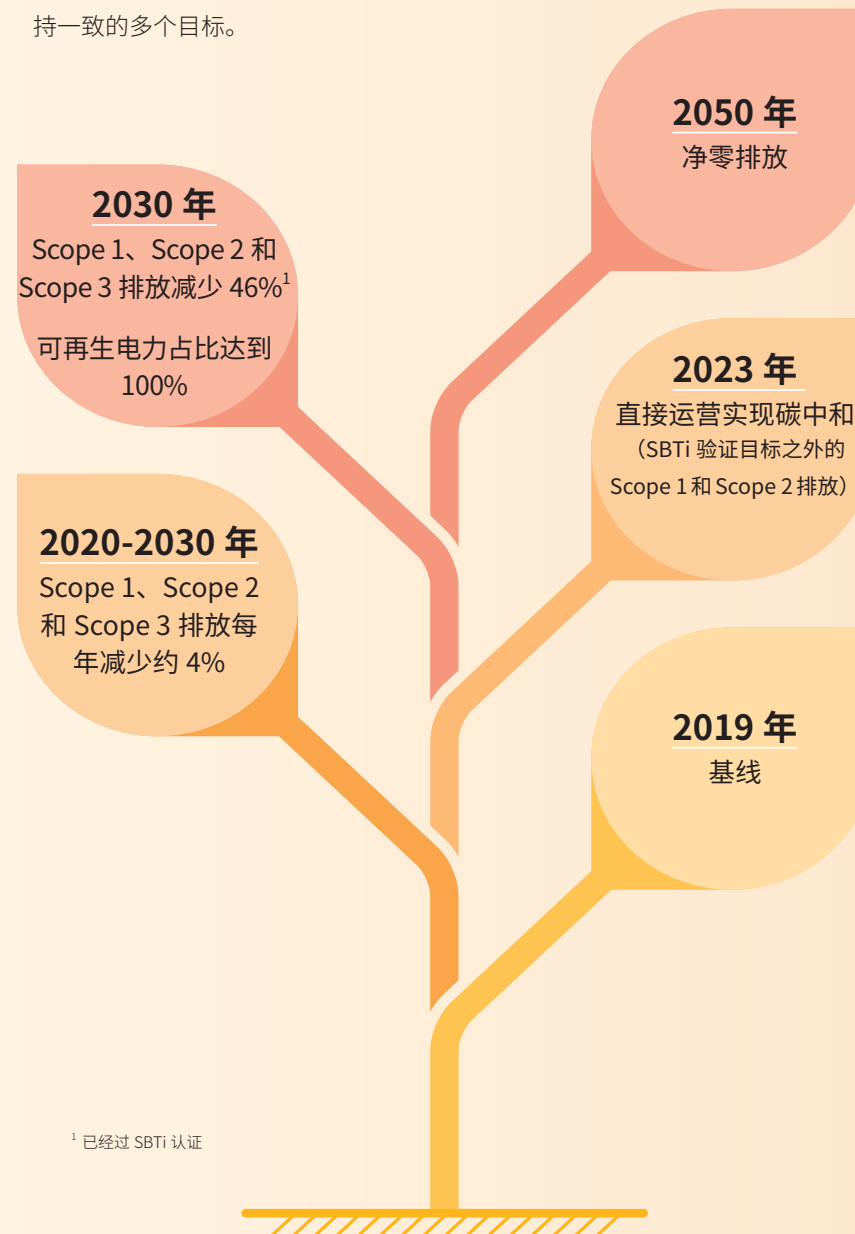 持一致的多个目标。
2050 年
净零排放
2030 年
Scope 1、Scope 2 和
Scope 3 排放减少 46%1
可再生电力占比达到
100%
2023 年
直接运营实现碳中和
（SBTi 验证目标之外的
Scope 1 和 Scope 2 排放）
2020-2030 年
Scope 1、Scope 2
和 Scope 3 排放每
年减少约 4%
2019 年
基线
1 已经过 SBTi 认证